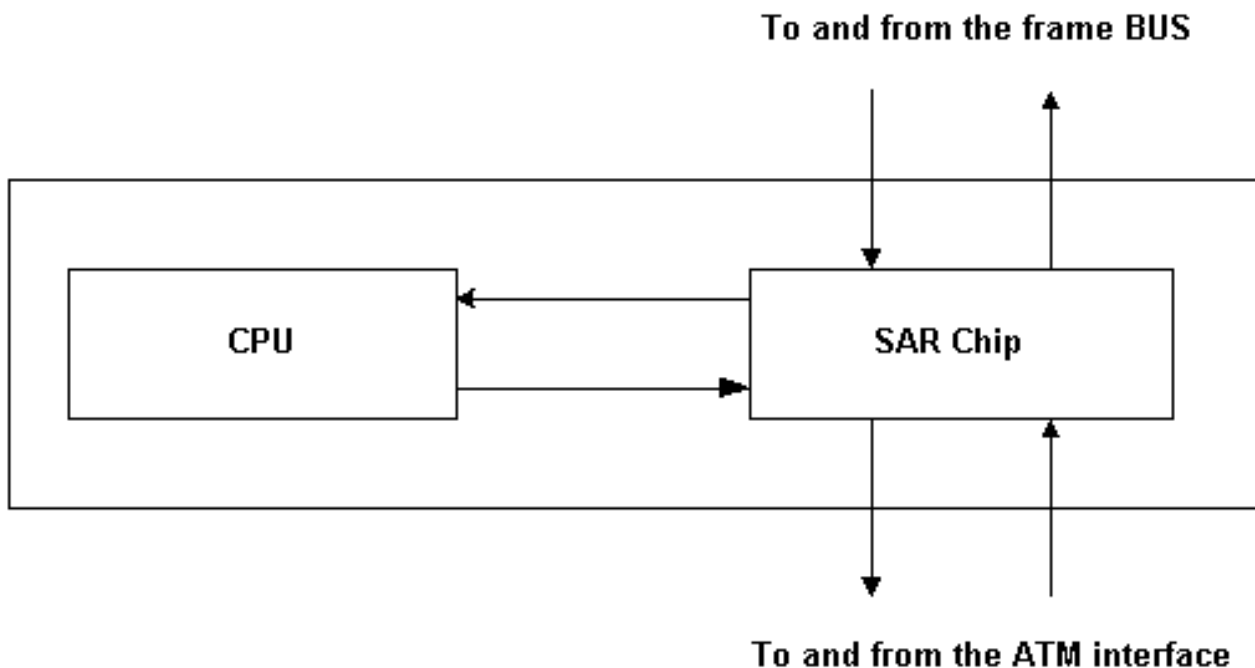 To and from the frame BUS
CPU
SAR Chip
To and from the ATM interface